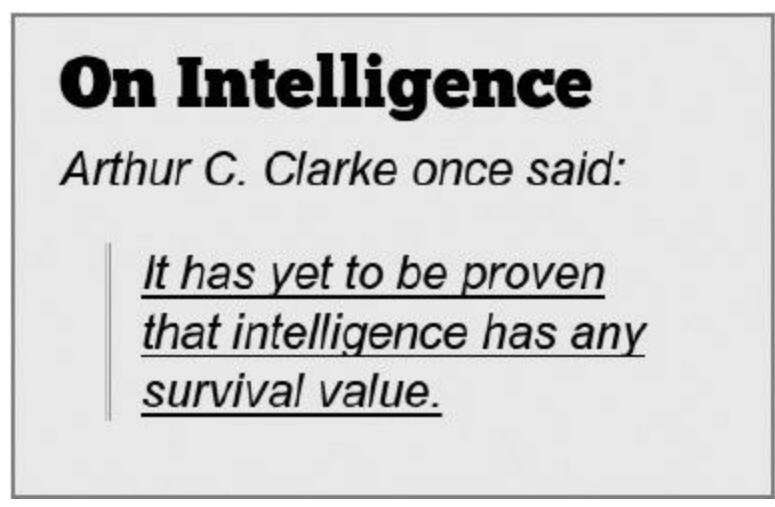 On Intelligence
Arthur C. Clarke once said:
It has yet to be proven
that intelligence has any
survival value.